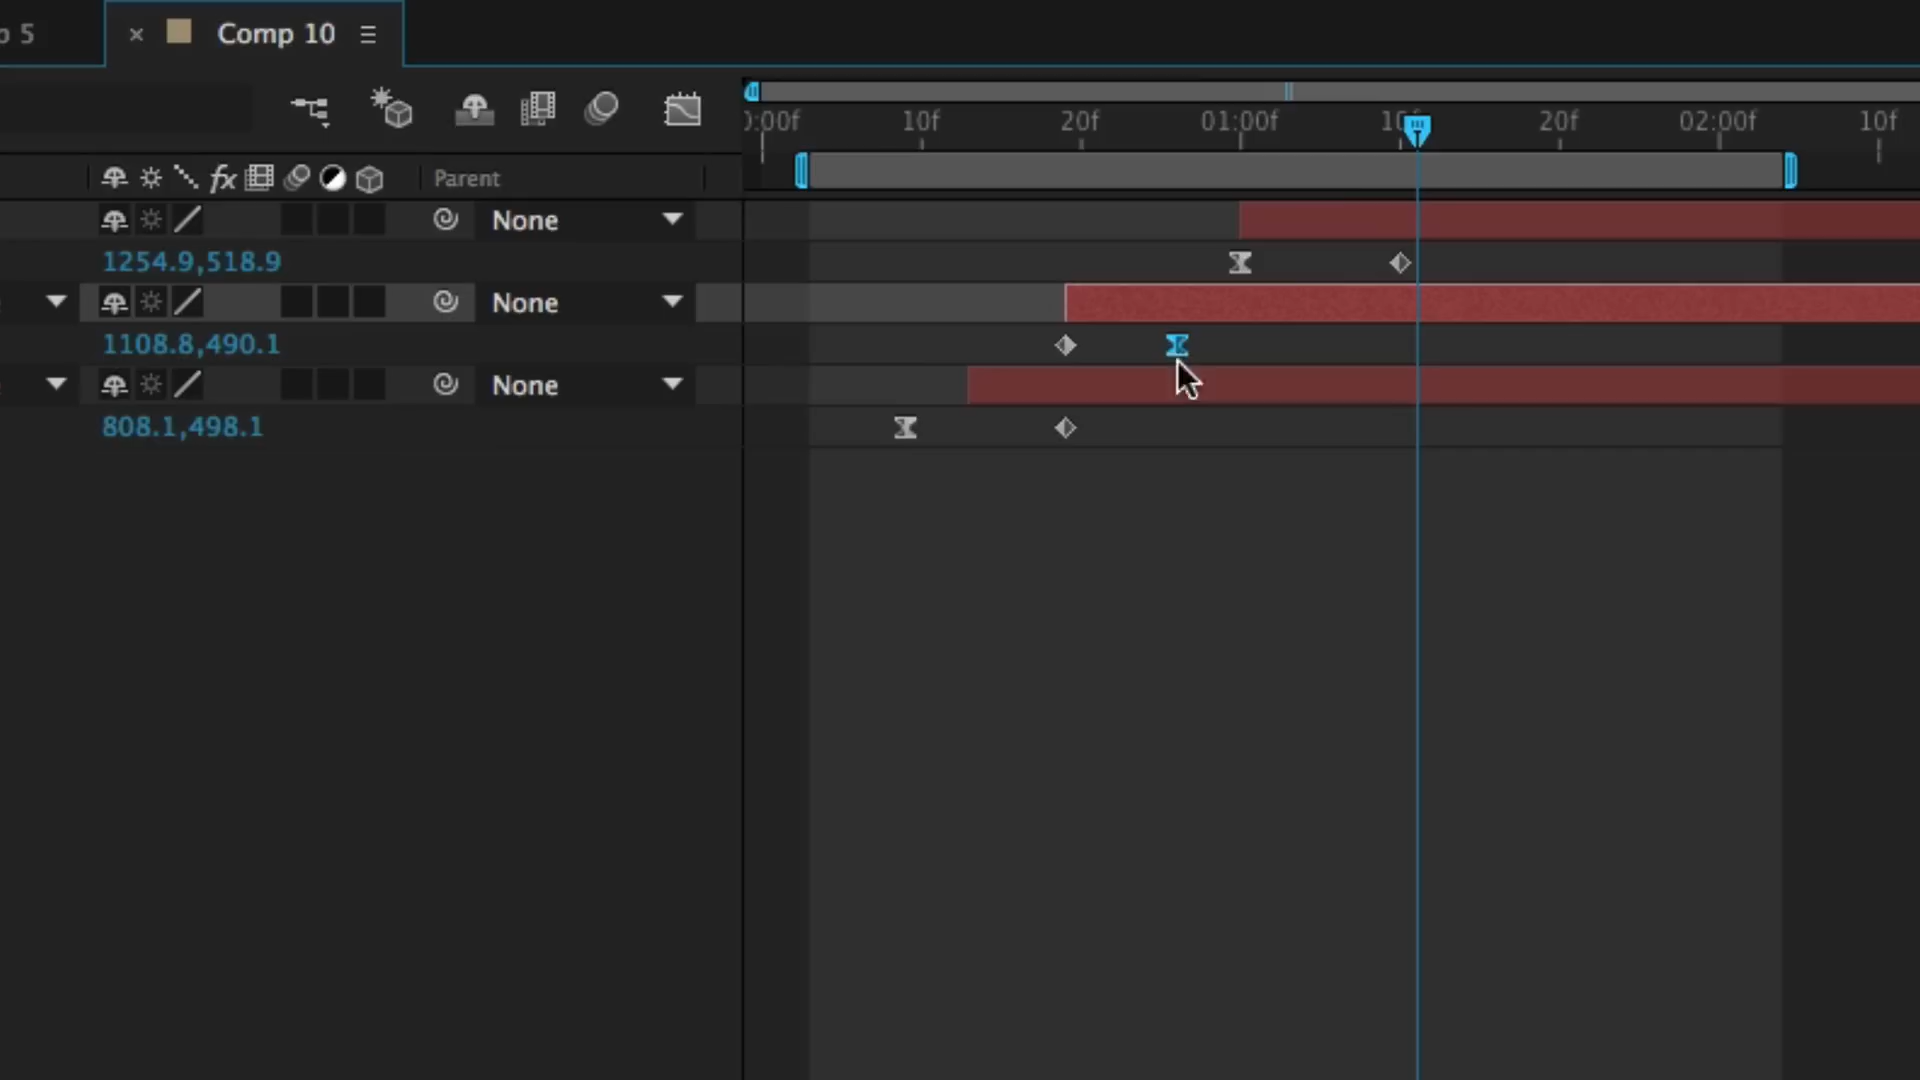 5
Comp 10
0:00f 10f 20f 01:00f 20f 02:00f 10f
fx
Parent
None
1254.9,518.9
None
1108.8,490.1
None
808.1,498.1